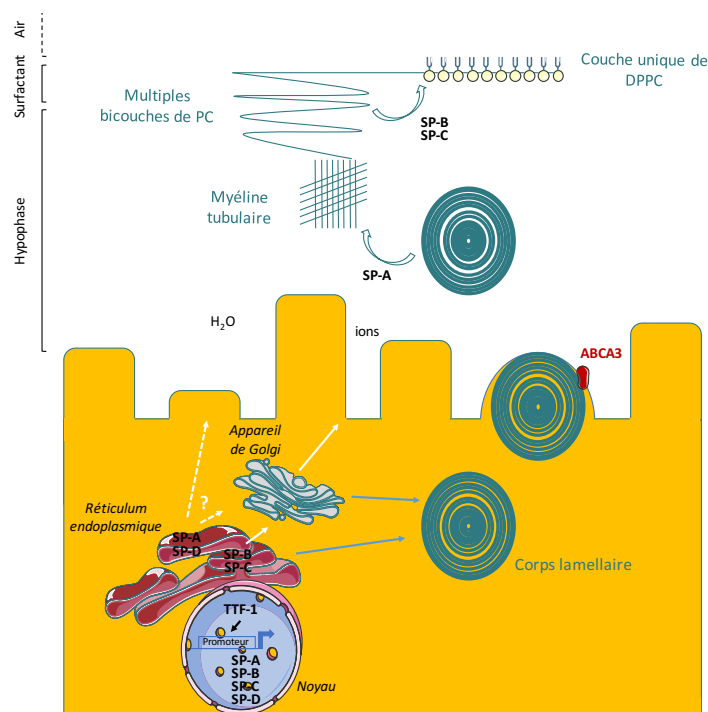 Air
Surfactant
Hypophase
Couche unique de
DPPC
Multiples
bicouches de PC
SP-B
SP-C
Myéline
tubulaire
SP-A
H2O
ions
ABCA3
Appareil
de Golgi
Réticulum
endoplasmique
?
SP-A
SP-D
SP-B
SP-C
Corps lamellaire
TTF-1
Promoteur
SP-A
SP-B
SP-C
SP-D
Noyau